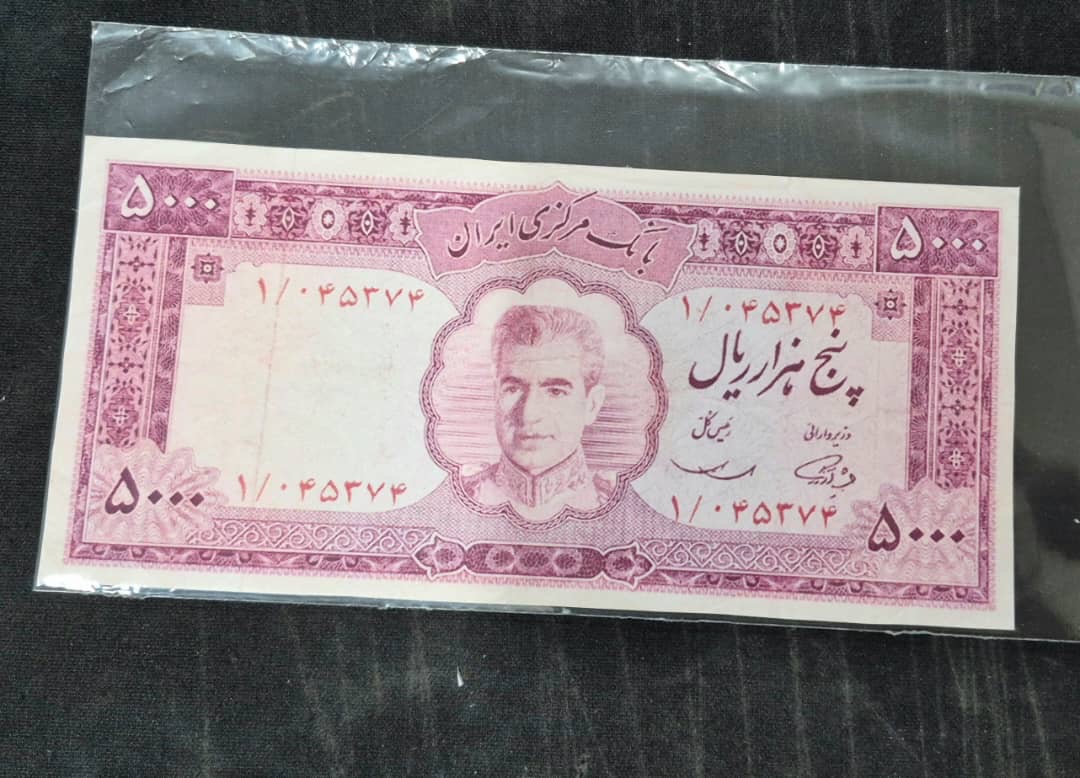 ۵۰۰۰
بانک مرکزی ایران
۵۰۰۰
۱/۰۴۵۳۷۴
۱/۰۴۵۳۷۴
پنج هزار ریال
وزیر دارائی
رئیس کل
۱/۰۴۵۳۷۴
۱/۰۴۵۳۷۴
۵۰۰۰
۵۰۰۰